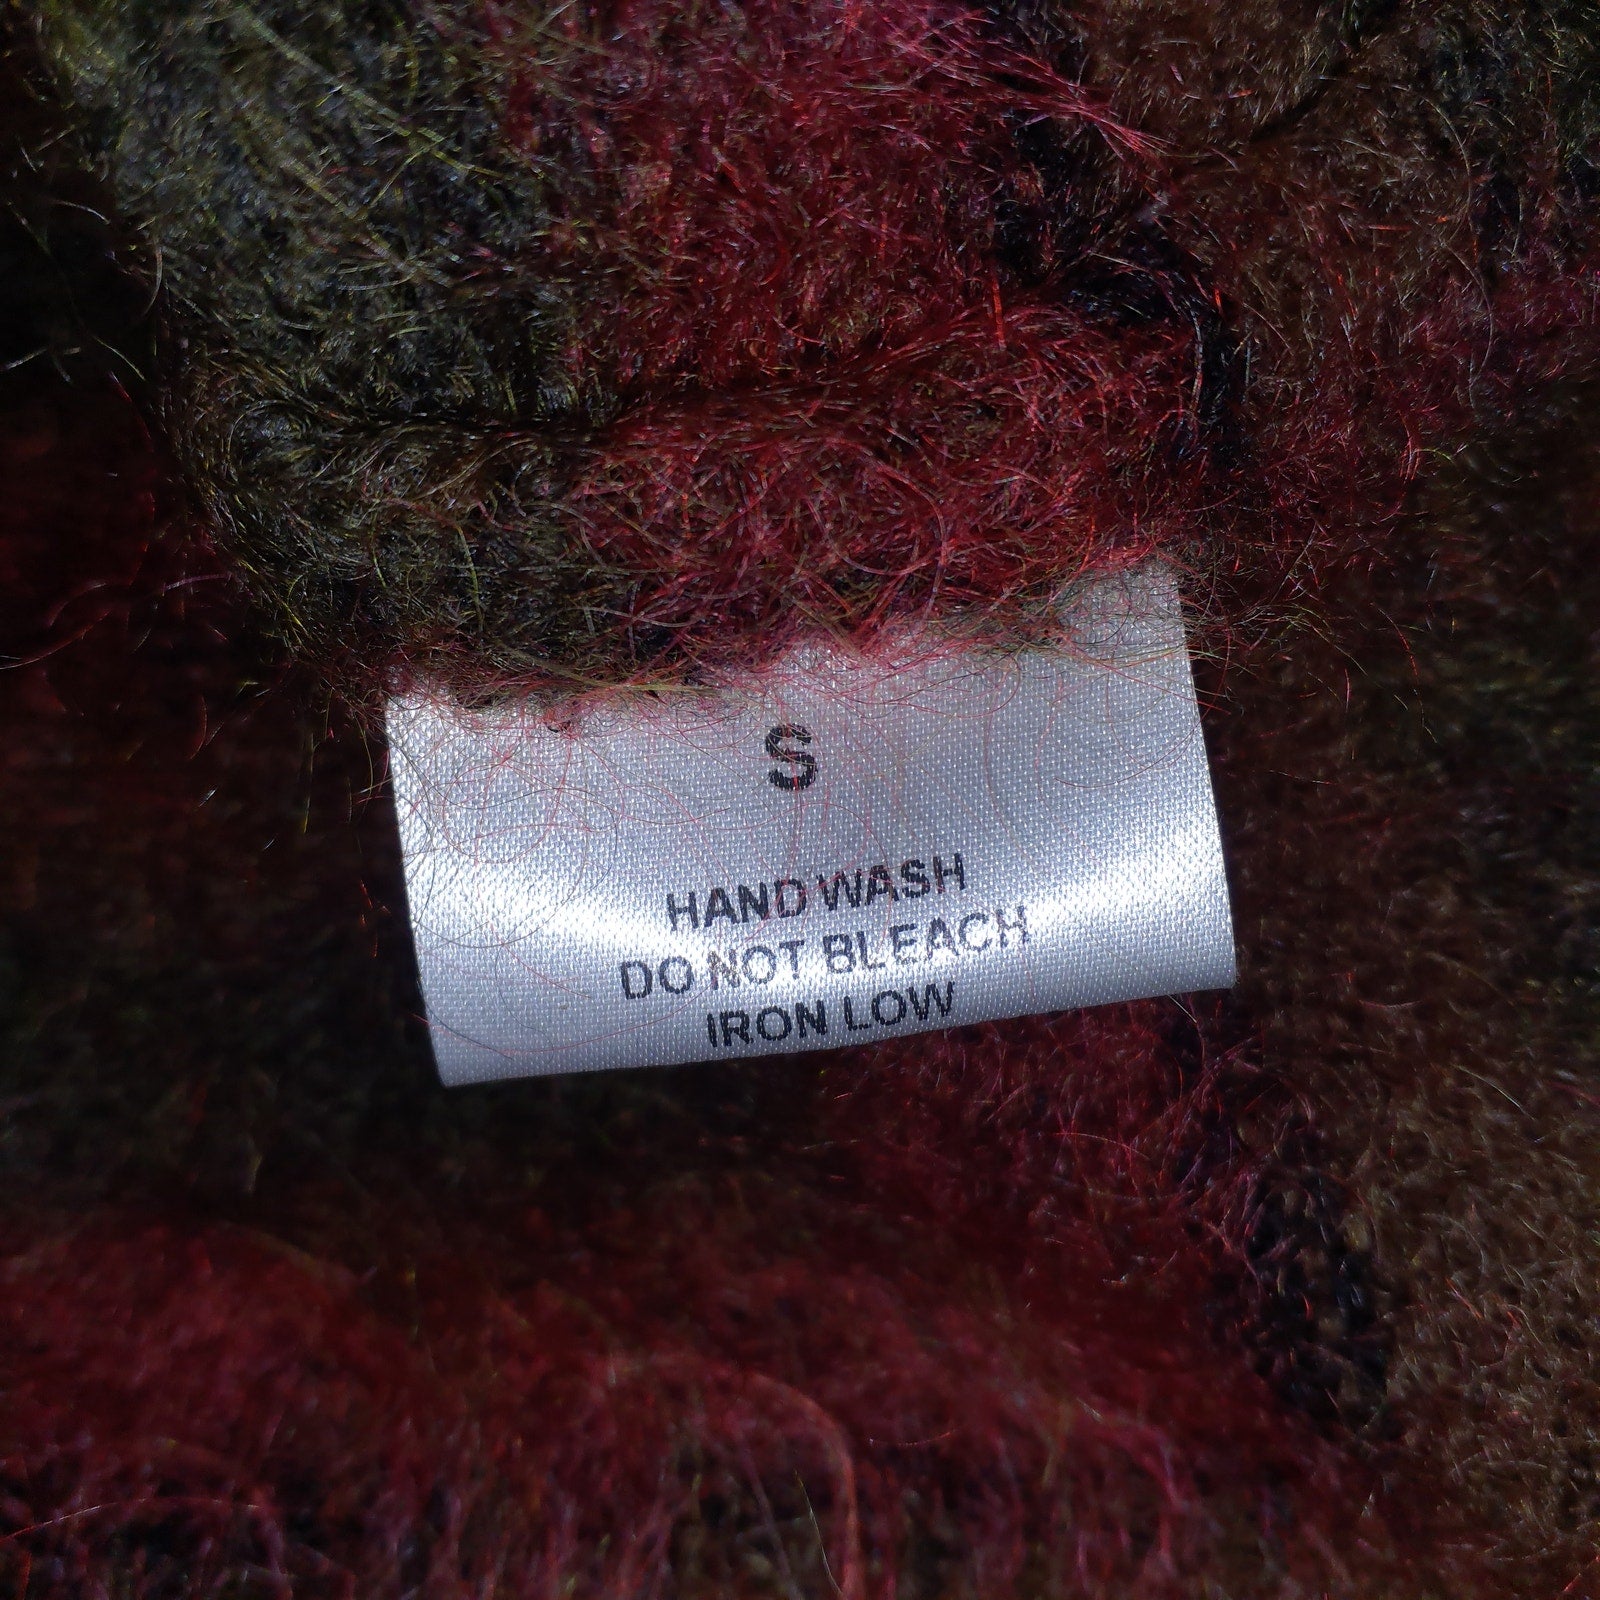 S
HAND WASH
DO NOT BLEACH
IRON LOW